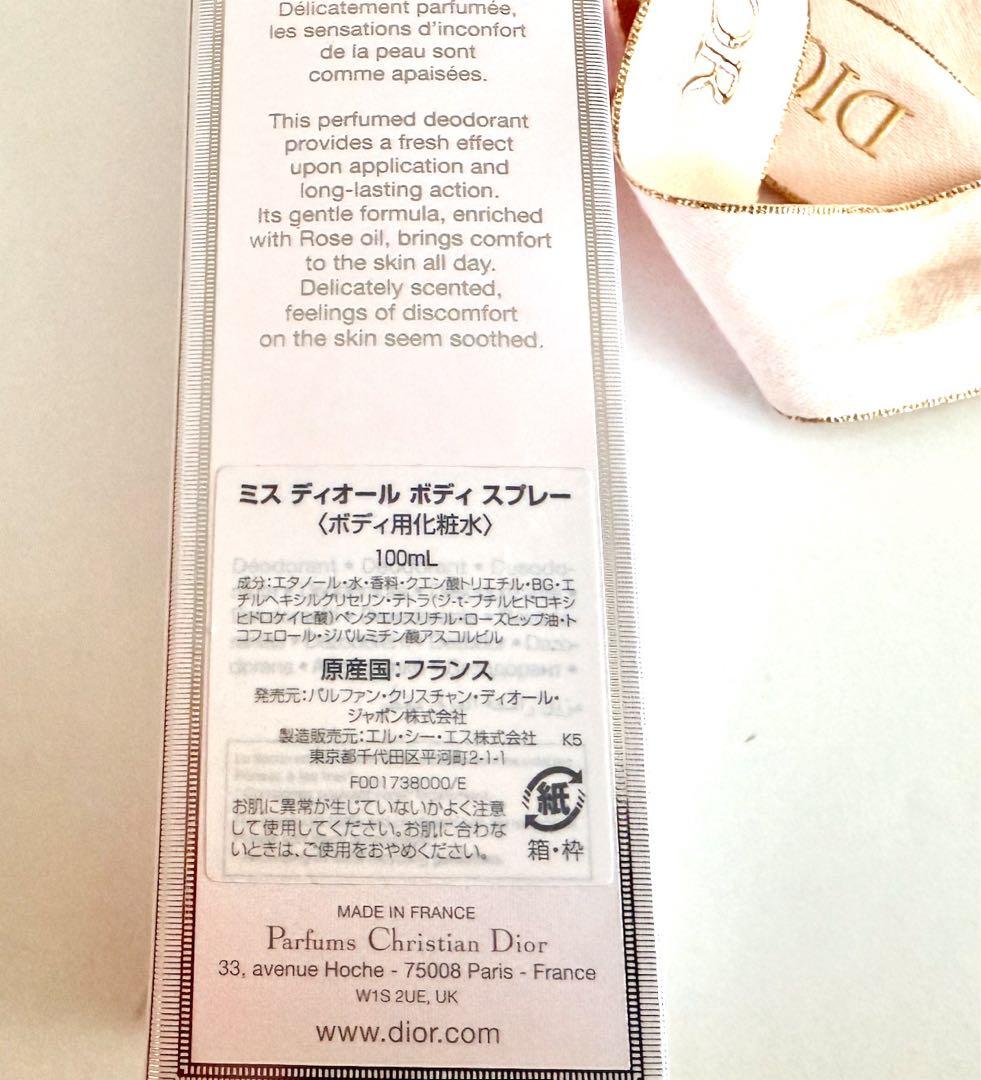 Délicatement parfumée,
les sensations d'inconfort
de la peau sont
comme apaisées.
This perfumed deodorant
provides a fresh effect
upon application and
long-lasting action.
Its gentle formula, enriched
with Rose oil, brings comfort
to the skin all day.
Delicately scented,
feelings of discomfort
on the skin seem soothed.
ミス ディオール ボディ スプレー
〈ボディ用化粧水〉
100mL
成分:エタノール・水・香料・クエン酸トリエチル・BG・エ
チルヘキシルグリセリン・テトラ(ジ-t-ブチルヒドロキシ
ヒドロケイヒ酸)ペンタエリスリチル・ローズヒップ油・ト
コフェロール・ジパルミチン酸アスコルビル
原産国:フランス
発売元:パルファン・クリスチャン・ディオール・
ジャポン株式会社
製造販売元:エル・シー・エス株式会社 K5
東京都千代田区平河町2-1-1
F001738000/E
お肌に異常が生じていないかよく注意
して使用してください。お肌に合わな
いときは、ご使用をおやめください。
紙
箱・枠
MADE IN FRANCE
Parfums Christian Dior
33, avenue Hoche - 75008 Paris - France
W1S 2UE, UK
www.dior.com
OR
DIO